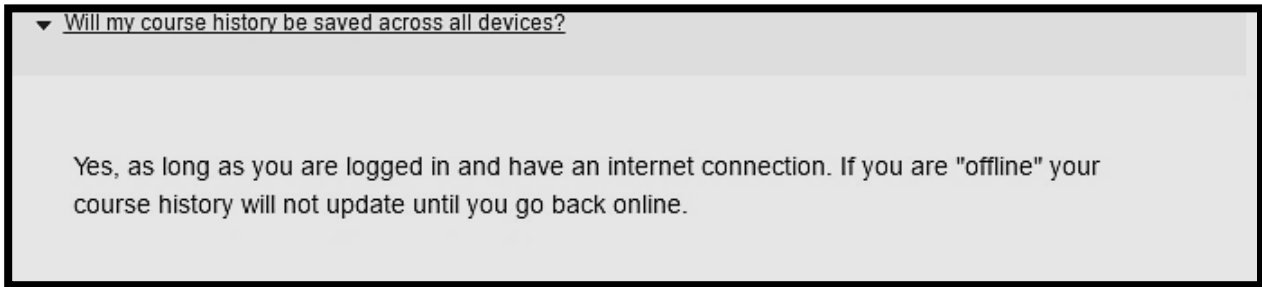 Will my course history be saved across all devices?
Yes, as long as you are logged in and have an internet connection. If you are "offline" your
course history will not update until you go back online.